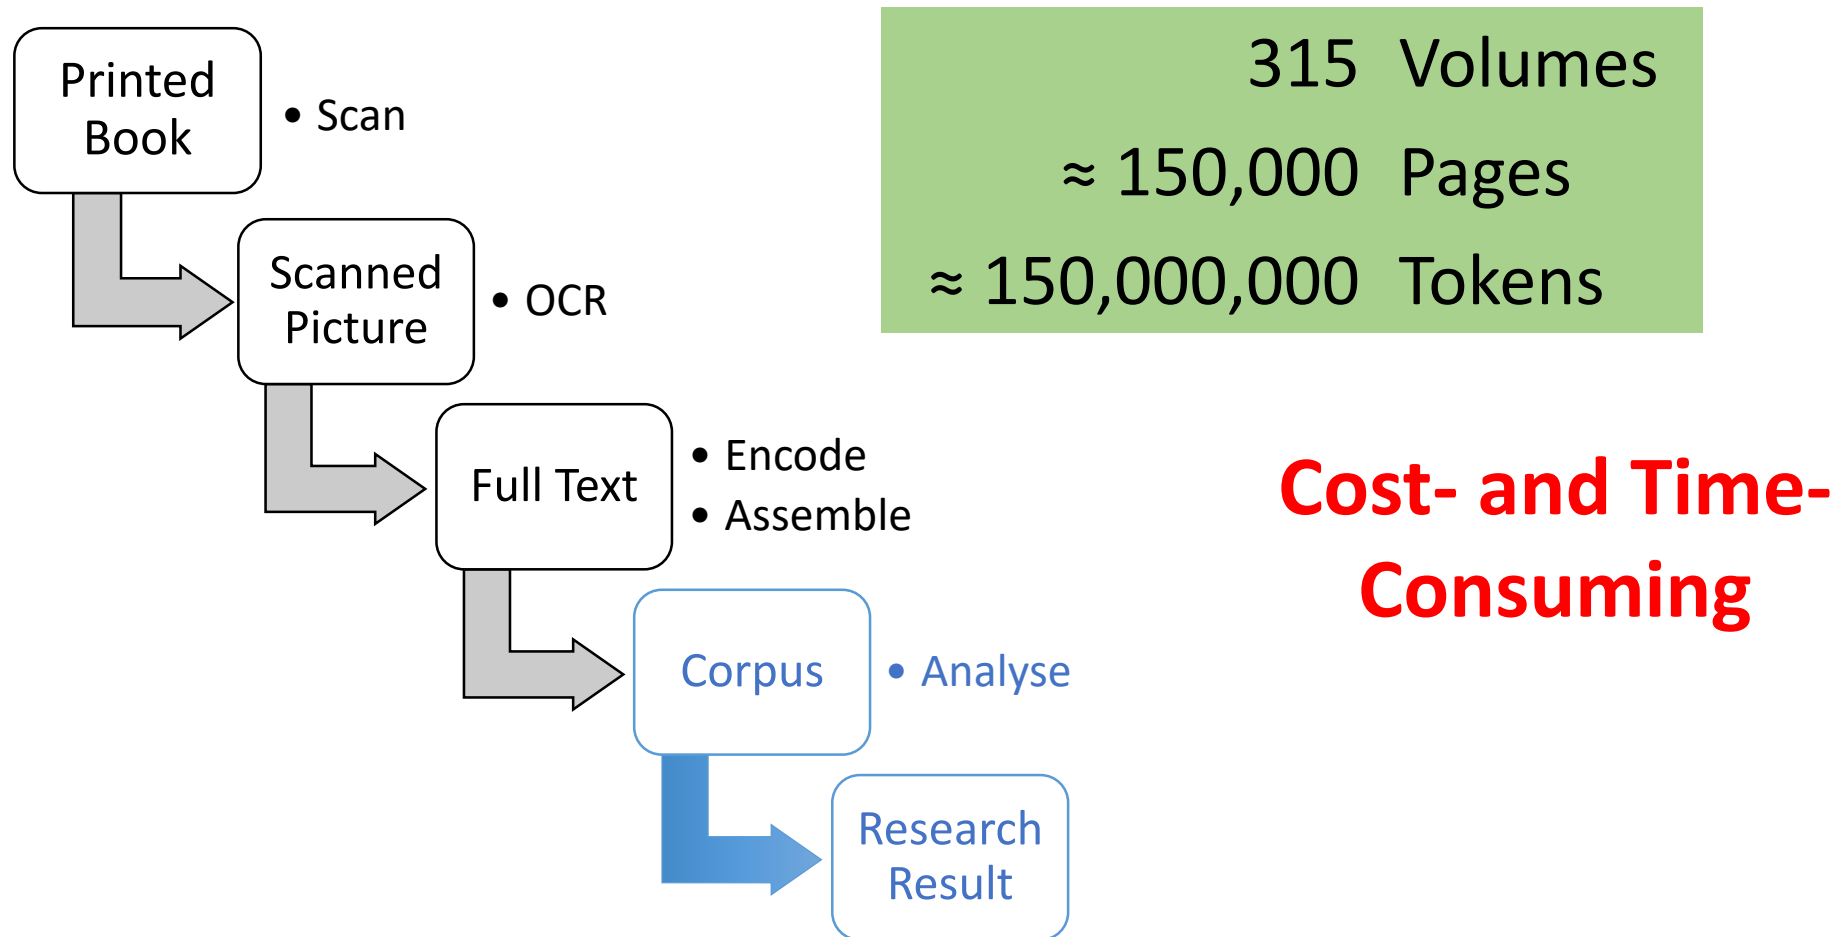 Printed
Book
• Scan
315 Volumes
≈ 150,000 Pages
≈ 150,000,000 Tokens
Scanned
Picture
• OCR
Full Text
• Encode
• Assemble
Cost- and Time-
Consuming
Corpus
• Analyse
Research
Result